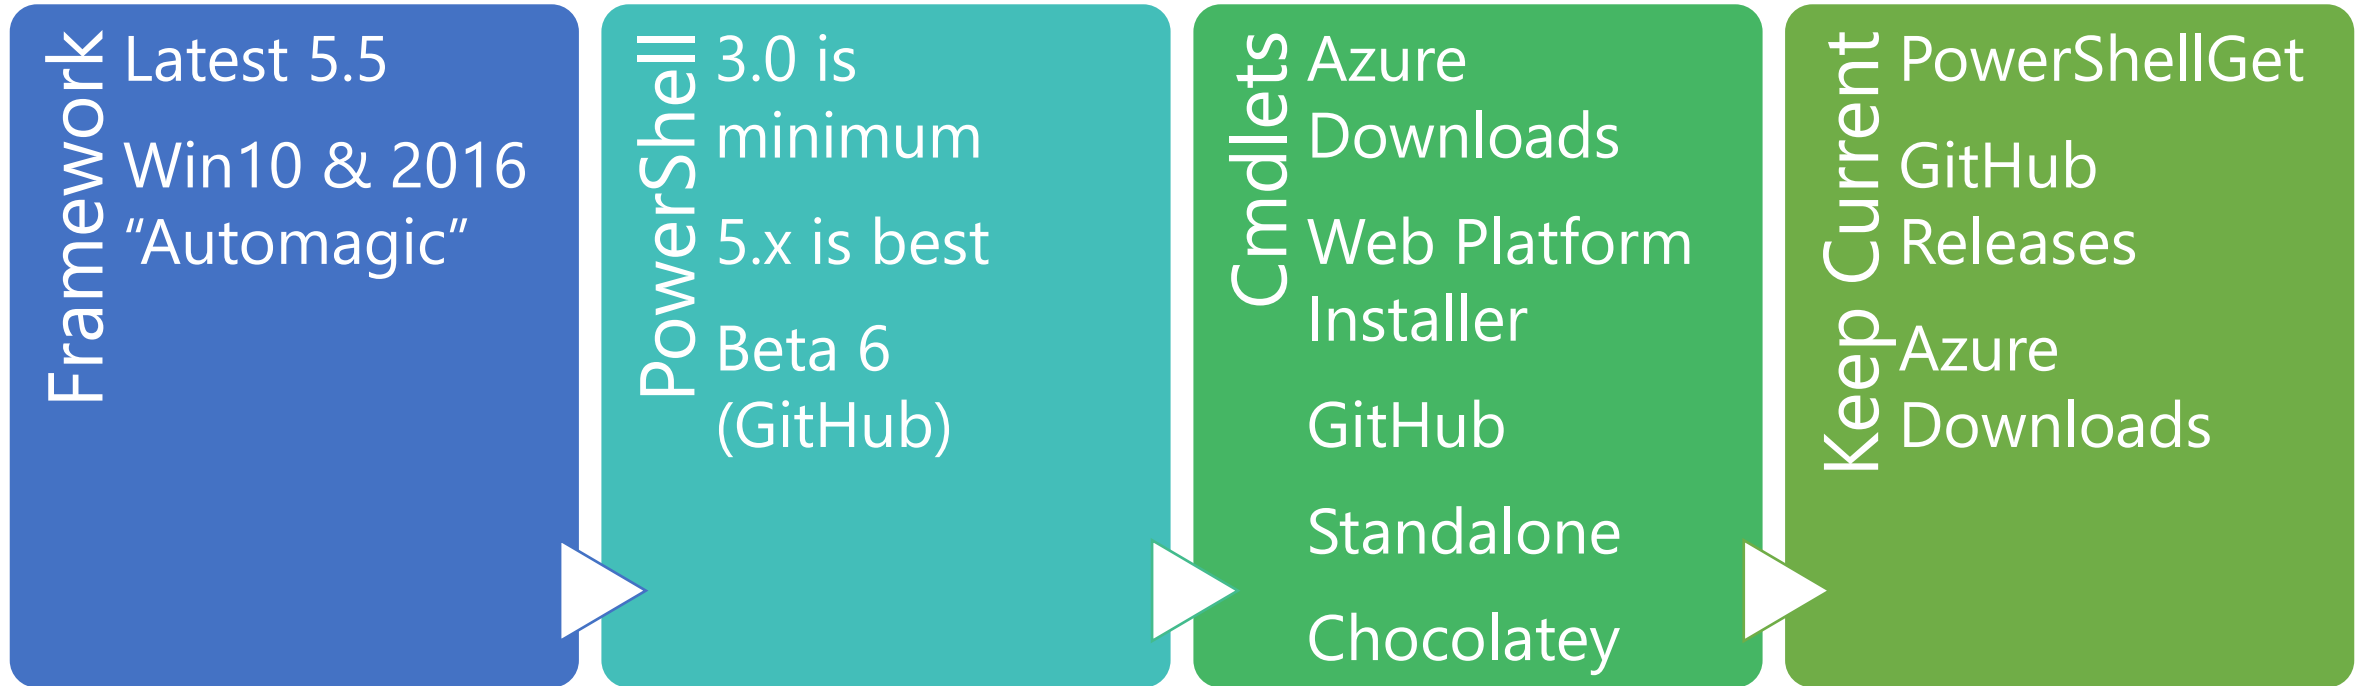 Framework
Latest 5.5
Win10 & 2016
“Automagic”
PowerShell
3.0 is
minimum
5.x is best
Beta 6
(GitHub)
Cmdlets
Azure
Downloads
Web Platform
Installer
GitHub
Standalone
Chocolatey
Keep Current
PowerShellGet
GitHub
Releases
Azure
Downloads